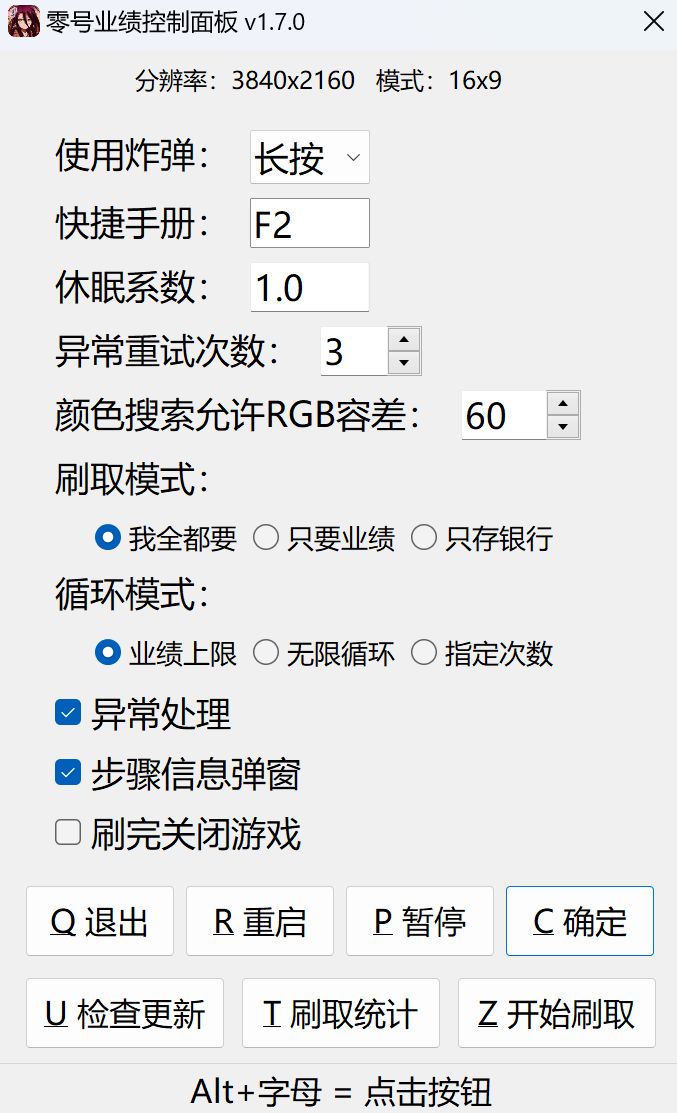 零号业绩控制面板 v1.7.0
分辨率：3840x2160 模式：16x9
使用炸弹： 长按
快捷手册： F2
休眠系数： 1.0
异常重试次数： 3
颜色搜索允许RGB容差： 60
刷取模式：
我全都要 只要业绩 只存银行
循环模式：
业绩上限 无限循环 指定次数
异常处理
步骤信息弹窗
刷完关闭游戏
Q 退出 R 重启 P 暂停 C 确定
U 检查更新 T 刷取统计 Z 开始刷取
Alt+字母 = 点击按钮